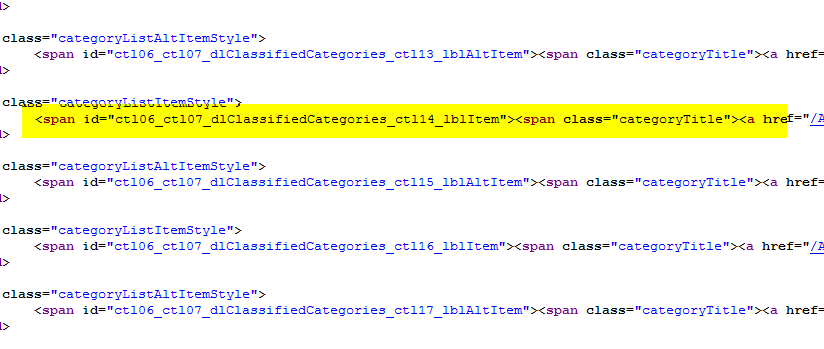 >
class="categoryListAltItemStyle">
<span id="ctl06_ctl07_dlClassifiedCategories_ctl13_lblAltItem"><span class="categoryTitle"><a href=
>
class="categoryListItemStyle">
<span id="ctl06_ctl07_dlClassifiedCategories_ctl14_lblItem"><span class="categoryTitle"><a href="/A
>
class="categoryListAltItemStyle">
<span id="ctl06_ctl07_dlClassifiedCategories_ctl15_lblAltItem"><span class="categoryTitle"><a href=
>
class="categoryListItemStyle">
<span id="ctl06_ctl07_dlClassifiedCategories_ctl16_lblItem"><span class="categoryTitle"><a href="/A
>
class="categoryListAltItemStyle">
<span id="ctl06_ctl07_dlClassifiedCategories_ctl17_lblAltItem"><span class="categoryTitle"><a href=
>